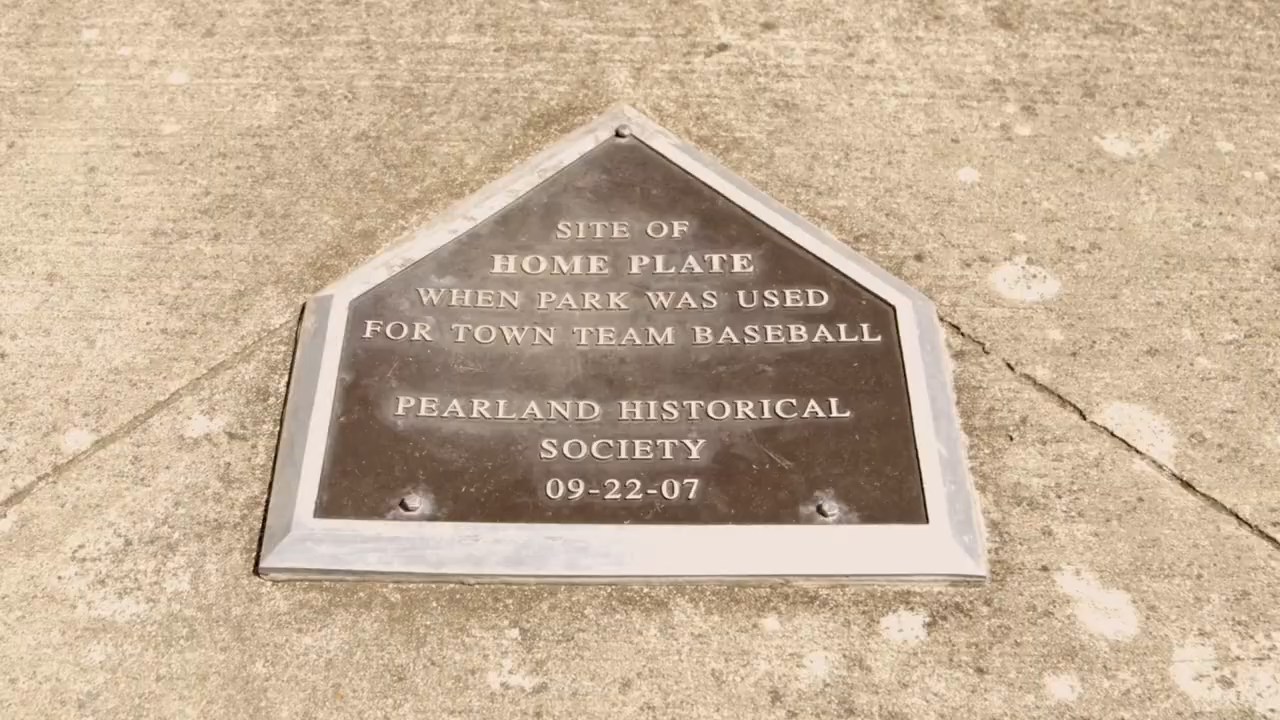 SITE OF
HOME PLATE
WHEN PARK WAS USED
FOR TOWN TEAM BASEBALL
PEARLAND HISTORICAL
SOCIETY
09-22-07